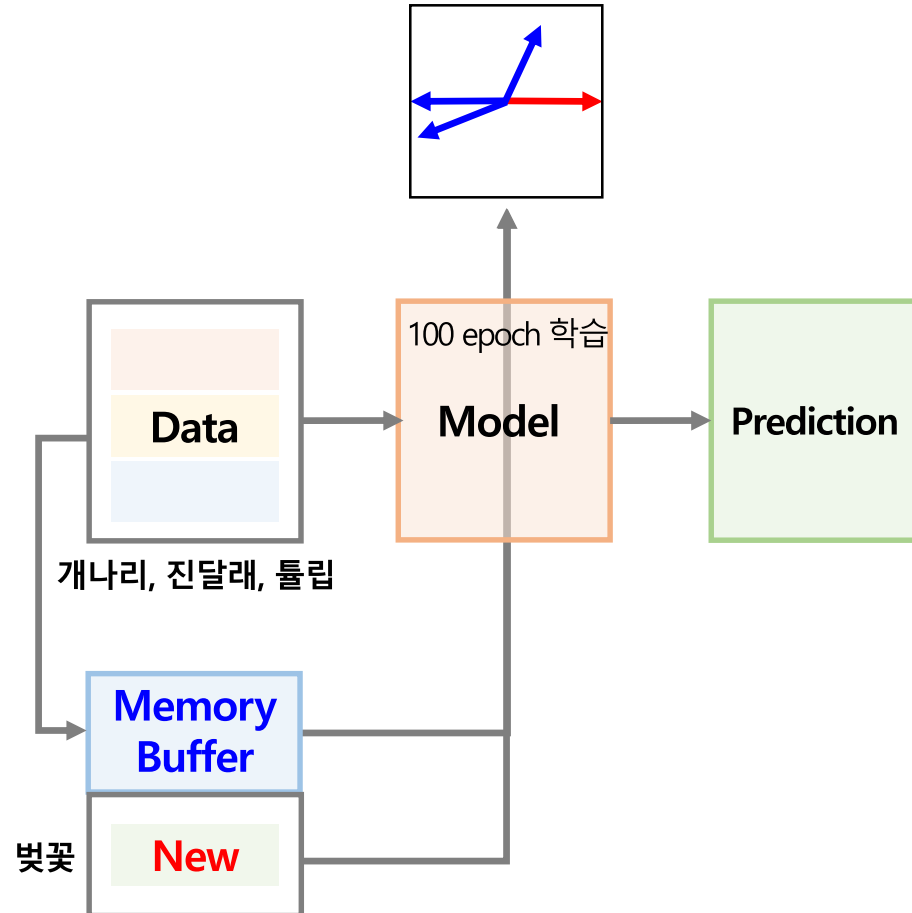 100 epoch 학습
Data
Model
Prediction
개나리, 진달래, 튤립
Memory
Buffer
벚꽃
New